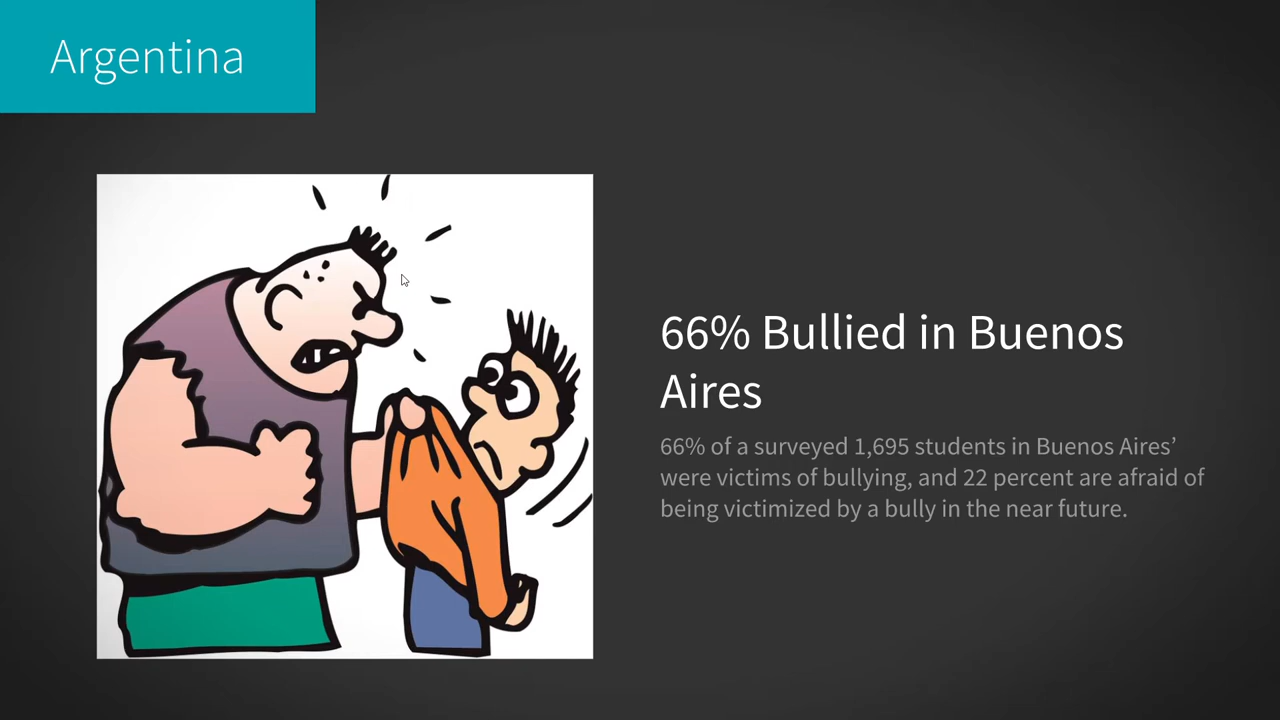 Argentina
66% Bullied in Buenos
Aires
66% of a surveyed 1,695 students in Buenos Aires’
were victims of bullying, and 22 percent are afraid of
being victimized by a bully in the near future.